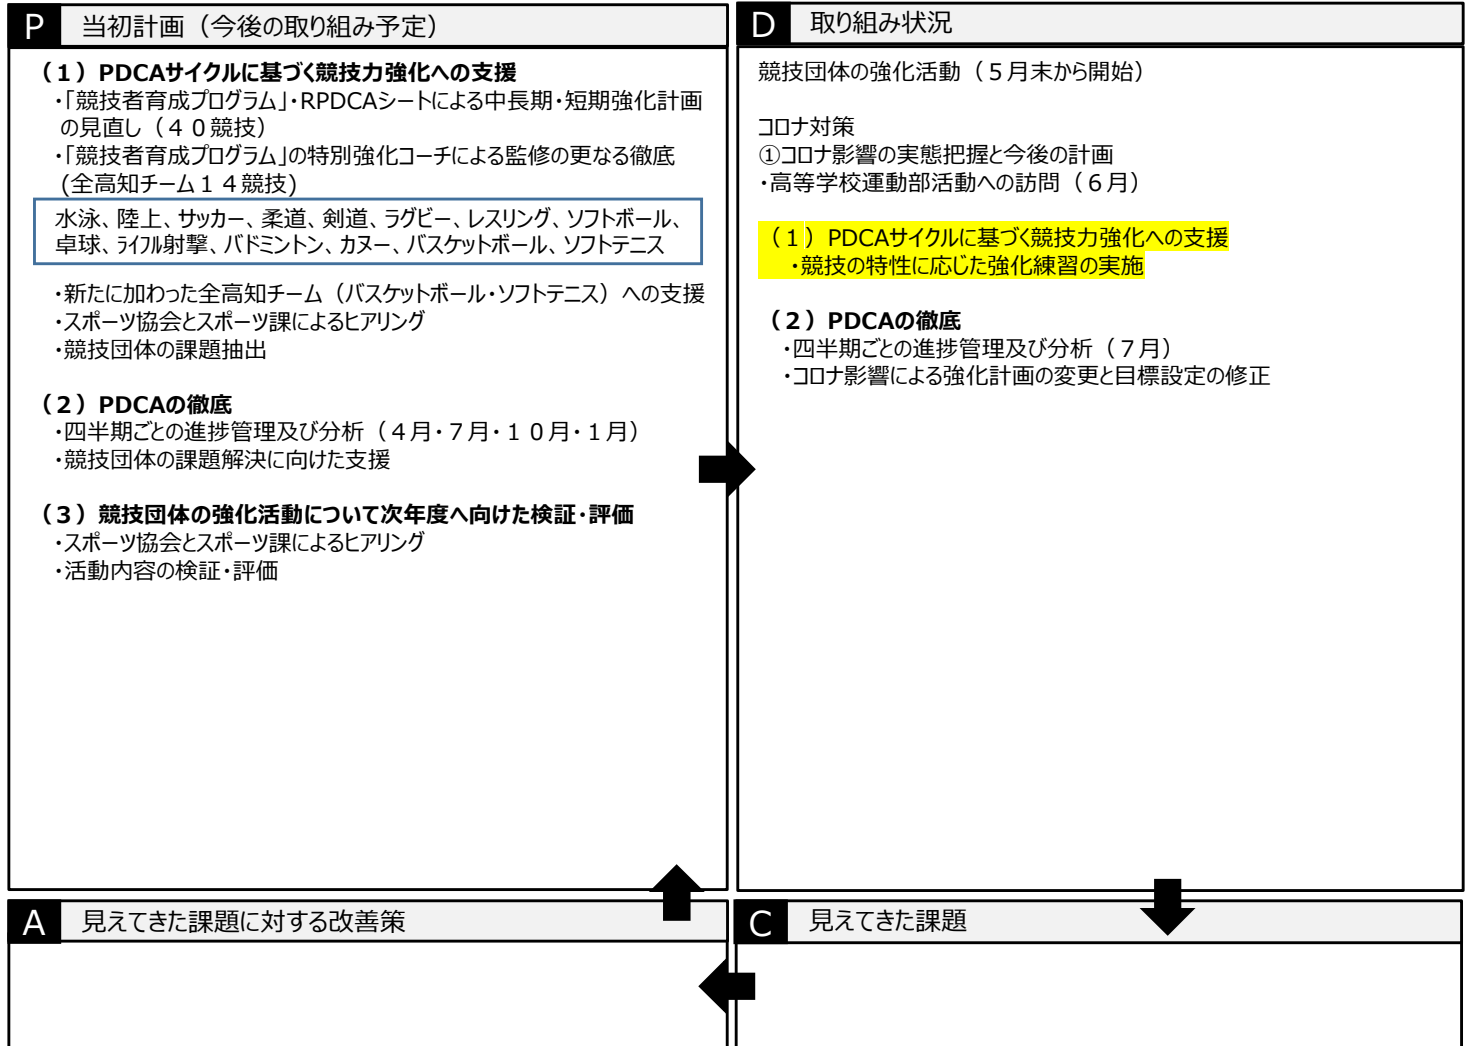 P 当初計画（今後の取り組み予定）
（１）PDCAサイクルに基づく競技力強化への支援
・「競技者育成プログラム」・RPDCAシートによる中長期・短期強化計画
の見直し（４０競技）
・「競技者育成プログラム」の特別強化コーチによる監修の更なる徹底
(全高知チーム１４競技)
水泳、陸上、サッカー、柔道、剣道、ラグビー、レスリング、ソフトボール、
卓球、ﾗｲﾌﾙ射撃、バドミントン、カヌー、バスケットボール、ソフトテニス
・新たに加わった全高知チーム（バスケットボール・ソフトテニス）への支援
・スポーツ協会とスポーツ課によるヒアリング
・競技団体の課題抽出
（２）PDCAの徹底
・四半期ごとの進捗管理及び分析（４月・７月・１０月・１月）
・競技団体の課題解決に向けた支援
（３）競技団体の強化活動について次年度へ向けた検証・評価
・スポーツ協会とスポーツ課によるヒアリング
・活動内容の検証・評価
D 取り組み状況
競技団体の強化活動（５月末から開始）
コロナ対策
①コロナ影響の実態把握と今後の計画
・高等学校運動部活動への訪問（６月）
（１）PDCAサイクルに基づく競技力強化への支援
・競技の特性に応じた強化練習の実施
（２）PDCAの徹底
・四半期ごとの進捗管理及び分析（７月）
・コロナ影響による強化計画の変更と目標設定の修正
A 見えてきた課題に対する改善策
C 見えてきた課題